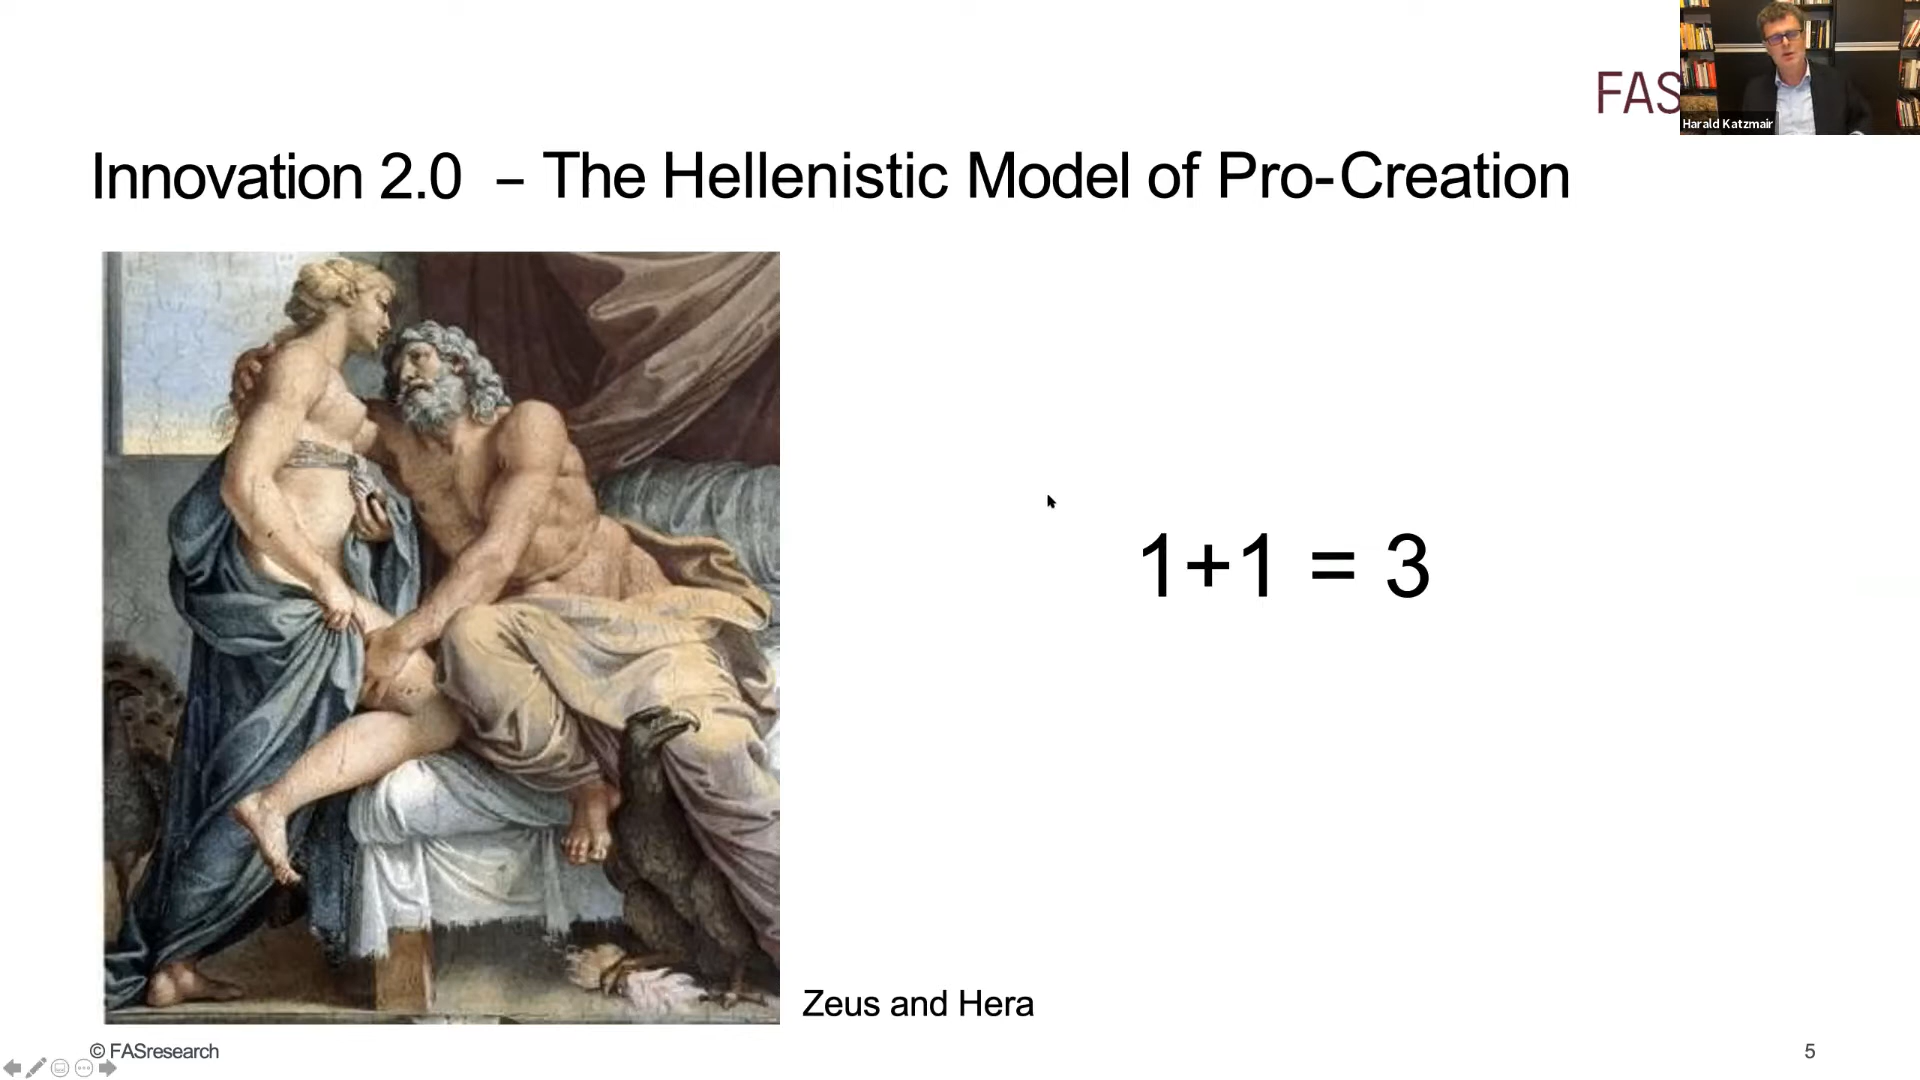 FAS
Harald Katzmair
Innovation 2.0 – The Hellenistic Model of Pro-Creation
1+1 = 3
Zeus and Hera
© FASresearch
5